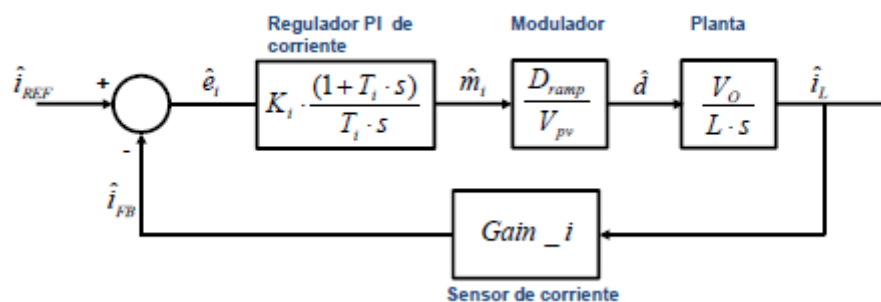 Regulador PI de
corriente
Modulador
Planta
î_REF
+
-
ê_i
K_i · (1 + T_i · s) / (T_i · s)
m̂_i
D_ramp / V_pv
d̂
V_O / (L · s)
î_L
î_FB
Gain _ i
Sensor de corriente